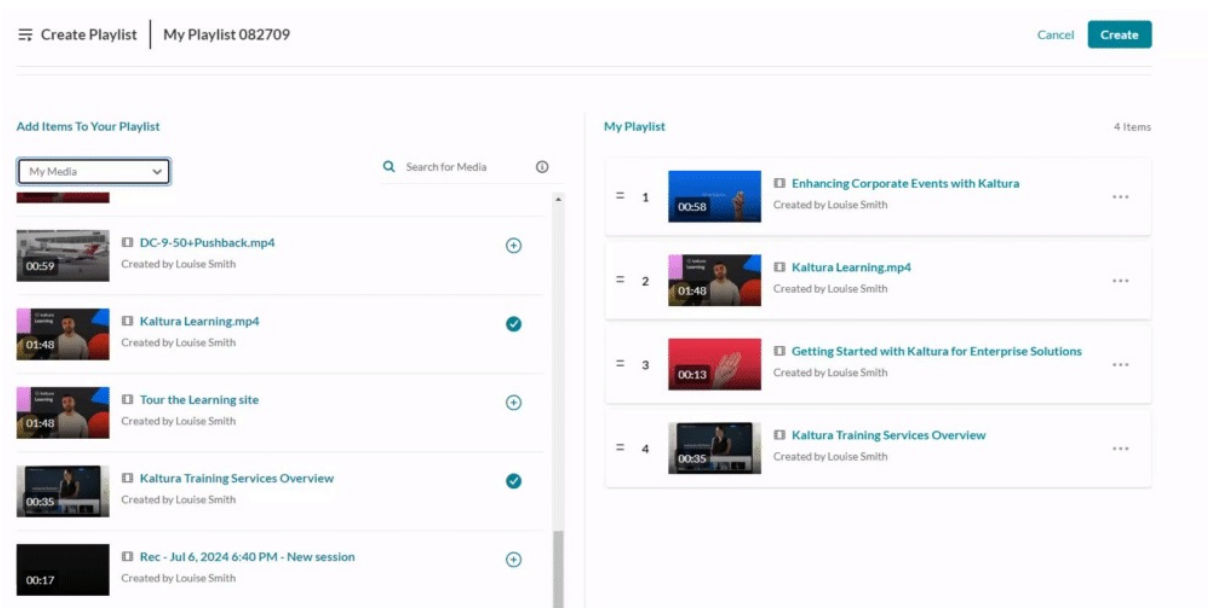 Create Playlist
My Playlist 082709
Cancel
Create
Add Items To Your Playlist
My Media
Search for Media
00:59
DC-9-50+Pushback.mp4
Created by Louise Smith
01:48
Kaltura Learning.mp4
Created by Louise Smith
01:48
Tour the Learning site
Created by Louise Smith
00:35
Kaltura Training Services Overview
Created by Louise Smith
00:17
Rec - Jul 6, 2024 6:40 PM - New session
Created by Louise Smith
My Playlist
4 Items
1
00:58
Enhancing Corporate Events with Kaltura
Created by Louise Smith
2
01:48
Kaltura Learning.mp4
Created by Louise Smith
3
00:13
Getting Started with Kaltura for Enterprise Solutions
Created by Louise Smith
4
00:35
Kaltura Training Services Overview
Created by Louise Smith